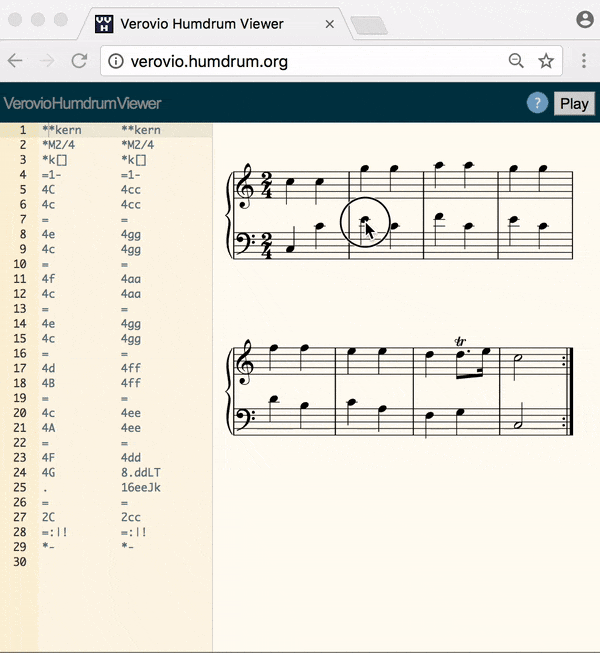 Verovio Humdrum Viewer
verovio.humdrum.org
VerovioHumdrumViewer
? Play
1 **kern **kern
2 *M2/4 *M2/4
3 *k[] *k[]
4 =1- =1-
5 4C 4cc
6 4c 4cc
7 = =
8 4e 4gg
9 4c 4gg
10 = =
11 4f 4aa
12 4c 4aa
13 = =
14 4e 4gg
15 4c 4gg
16 = =
17 4d 4ff
18 4B 4ff
19 = =
20 4c 4ee
21 4A 4ee
22 = =
23 4F 4dd
24 4G 8.ddLT
25 . 16eeJk
26 = =
27 2C 2cc
28 =:|! =:|!
29 *- *-
30
2
4
2
4
tr